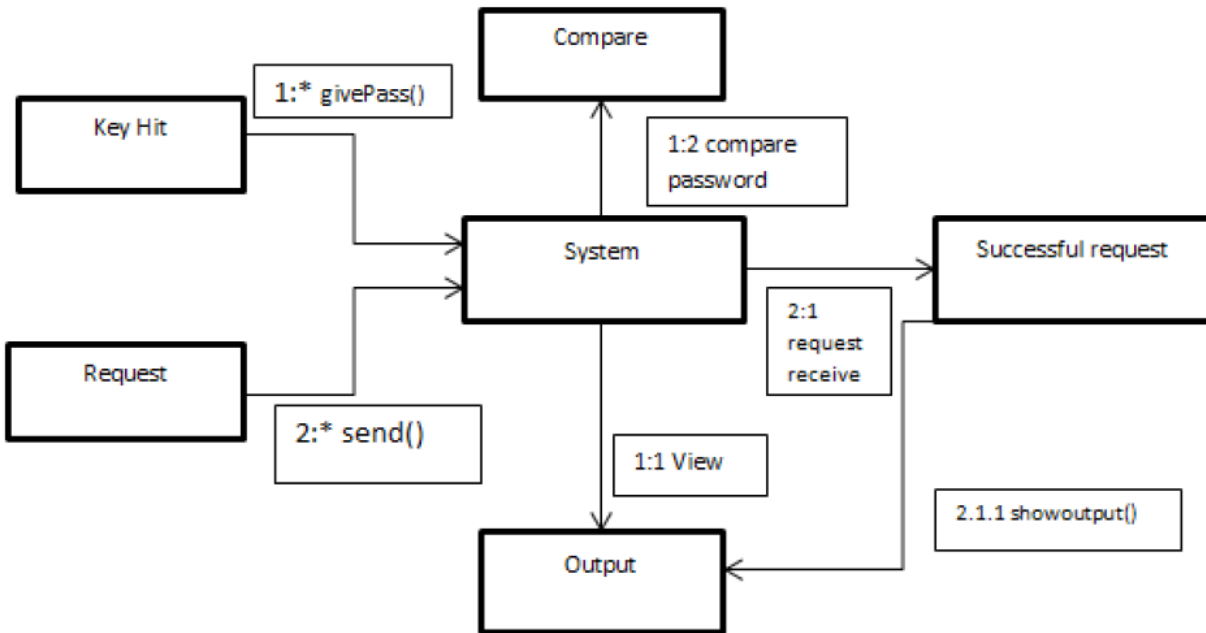 Compare
1:* givePass()
Key Hit
1:2 compare
password
System
Successful request
2:1
request
receive
Request
2:* send()
1:1 View
2.1.1 showoutput()
Output